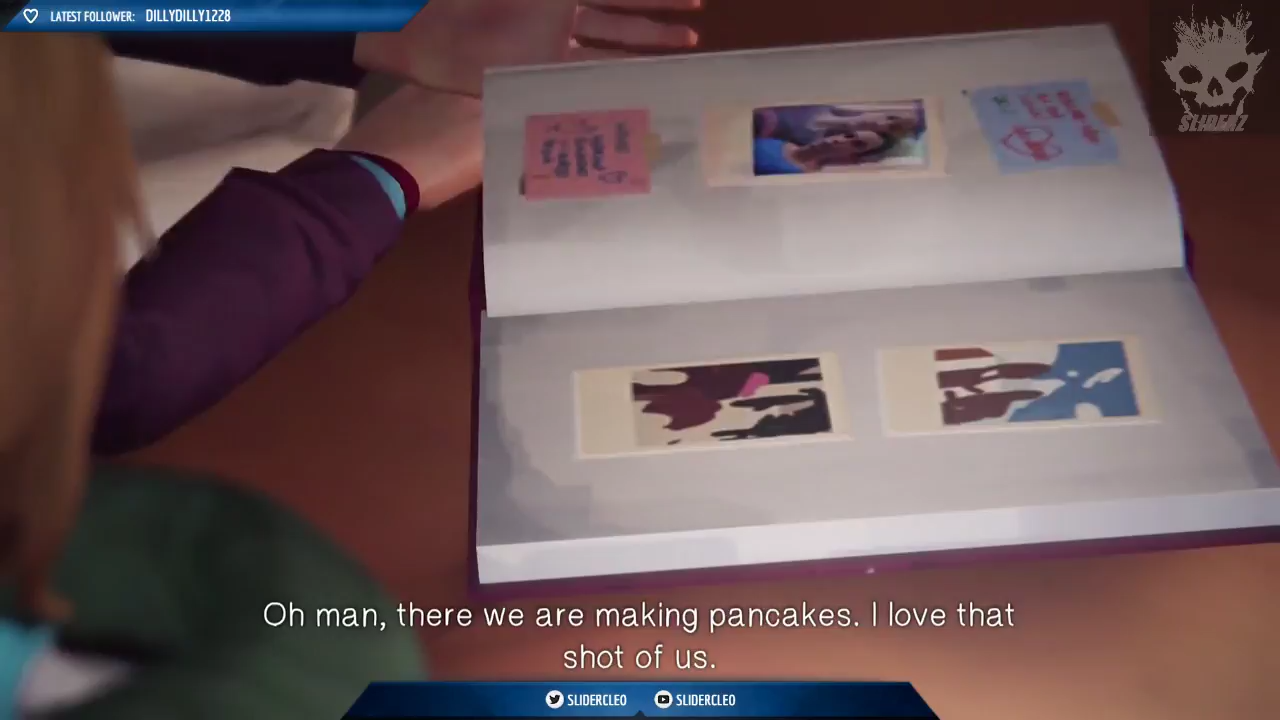 LATEST FOLLOWER: DILLYDILLY1228
SLIDERZ
Oh man, there we are making pancakes. I love that
shot of us.
SLIDERCLEO SLIDERCLEO